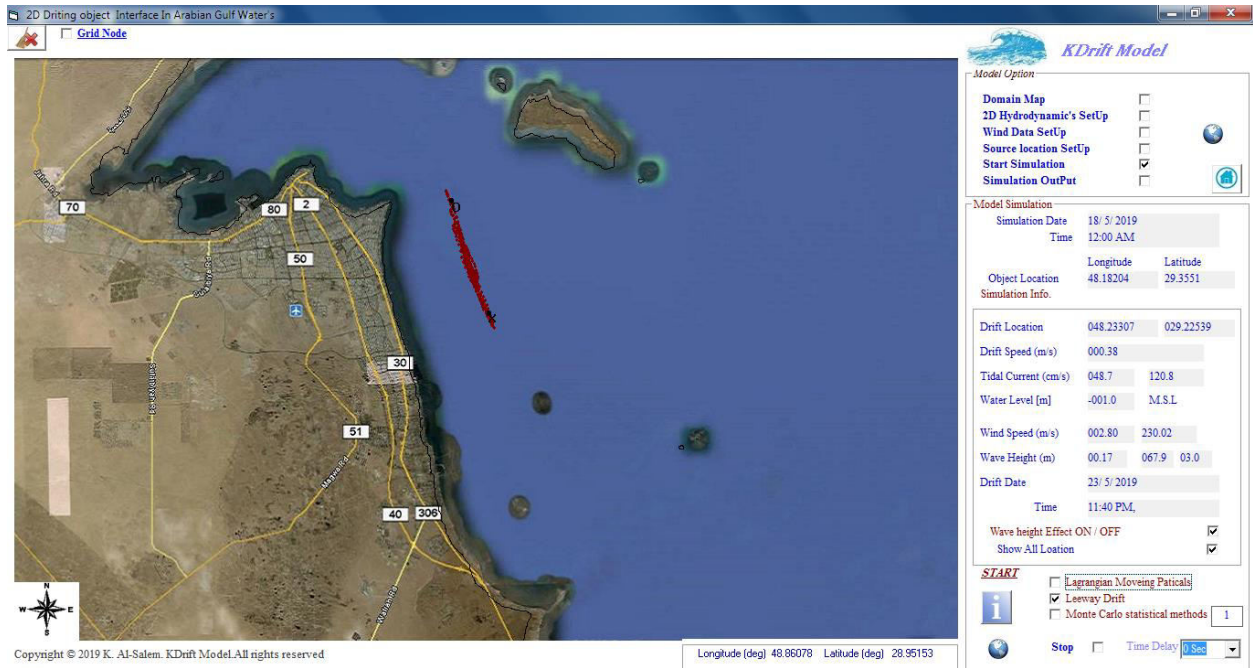 2D Driting object Interface In Arabian Gulf Water's
Grid Node
KDrift Model
Model Option
Domain Map
2D Hydrodynamic's SetUp
Wind Data SetUp
Source location SetUp
Start Simulation
Simulation OutPut
Model Simulation
Simulation Date 18/ 5/ 2019
Time 12:00 AM
Longitude Latitude
Object Location 48.18204 29.3551
Simulation Info.
Drift Location 048.23307 029.22539
Drift Speed (m/s) 000.38
Tidal Current (cm/s) 048.7 120.8
Water Level [m] -001.0 M.S.L
Wind Speed (m/s) 002.80 230.02
Wave Height (m) 00.17 067.9 03.0
Drift Date 23/ 5/ 2019
Time 11:40 PM,
Wave height Effect ON / OFF
Show All Loation
START
Lagrangian Moveing Paticals
Leeway Drift
Monte Carlo statistical methods 1
Stop Time Delay 0 Sec
70
80
2
50
30
51
40
306
Magwa Rd
N
W E
S
Copyright © 2019 K. Al-Salem. KDrift Model.All rights reserved
Longitude (deg) 48.86078 Latitude (deg) 28.95153